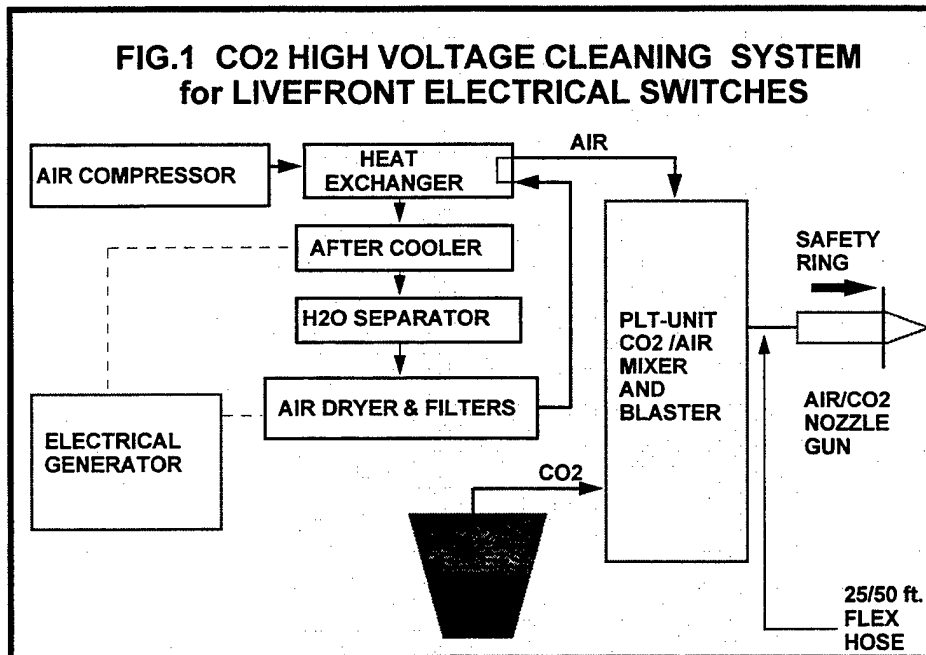 FIG.1 CO2 HIGH VOLTAGE CLEANING SYSTEM
for LIVEFRONT ELECTRICAL SWITCHES
AIR COMPRESSOR
HEAT
EXCHANGER
AIR
AFTER COOLER
H2O SEPARATOR
AIR DRYER & FILTERS
ELECTRICAL
GENERATOR
CO2
PLT-UNIT
CO2 /AIR
MIXER
AND
BLASTER
SAFETY
RING
AIR/CO2
NOZZLE
GUN
25/50 ft.
FLEX
HOSE